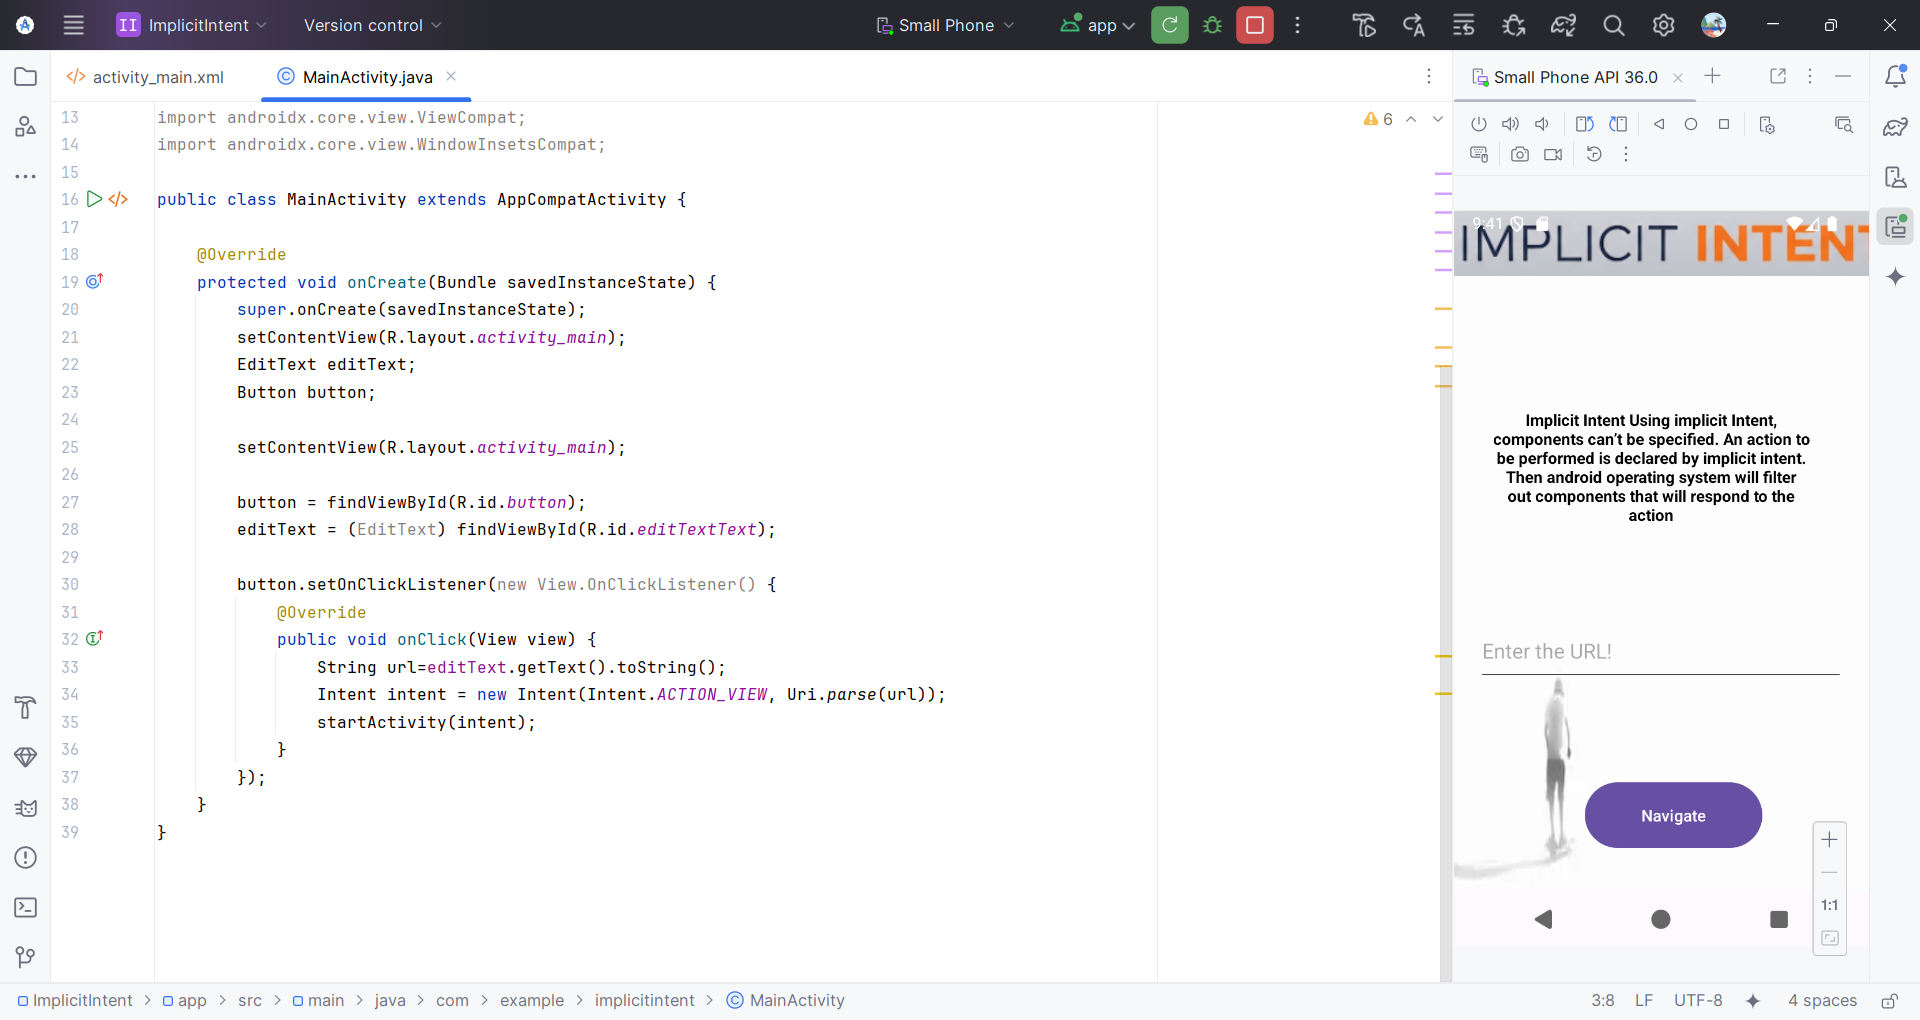 II ImplicitIntent Version control Small Phone app
activity_main.xml
MainActivity.java
Small Phone API 36.0
6
13 import androidx.core.view.ViewCompat;
14 import androidx.core.view.WindowInsetsCompat;
15
16 public class MainActivity extends AppCompatActivity {
17
18 @Override
19 protected void onCreate(Bundle savedInstanceState) {
20 super.onCreate(savedInstanceState);
21 setContentView(R.layout.activity_main);
22 EditText editText;
23 Button button;
24
25 setContentView(R.layout.activity_main);
26
27 button = findViewById(R.id.button);
28 editText = (EditText) findViewById(R.id.editTextText);
29
30 button.setOnClickListener(new View.OnClickListener() {
31 @Override
32 public void onClick(View view) {
33 String url=editText.getText().toString();
34 Intent intent = new Intent(Intent.ACTION_VIEW, Uri.parse(url));
35 startActivity(intent);
36 }
37 });
38 }
39 }
9:41
IMPLICIT INTENT
Implicit Intent Using implicit Intent,
components can't be specified. An action to
be performed is declared by implicit intent.
Then android operating system will filter
out components that will respond to the
action
Enter the URL!
Navigate
1:1
ImplicitIntent > app > src > main > java > com > example > implicitintent > MainActivity
3:8 LF UTF-8 4 spaces